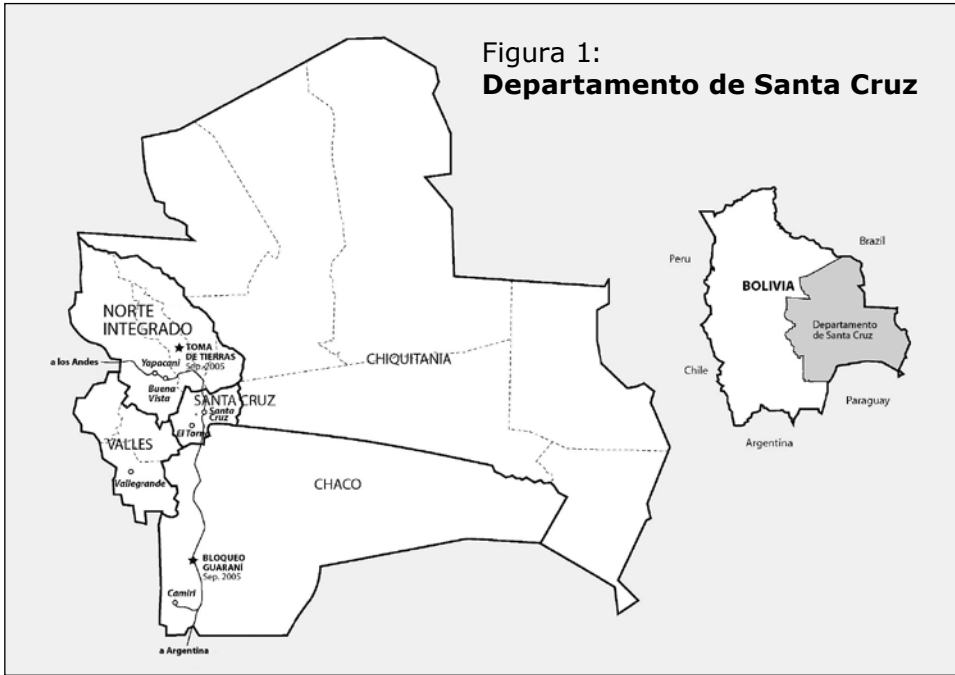 Figura 1:
Departamento de Santa Cruz
NORTE
INTEGRADO
TOMA
DE TIERRAS
Sep. 2005
a los Andes
Yapacani
Buena
Vista
SANTA CRUZ
Santa
Cruz
El Torno
VALLES
Vallegrande
CHIQUITANIA
CHACO
BLOQUEO
GUARANÍ
Sep. 2005
Camiri
a Argentina
Peru
Brazil
BOLIVIA
Departamento
de Santa Cruz
Chile
Paraguay
Argentina